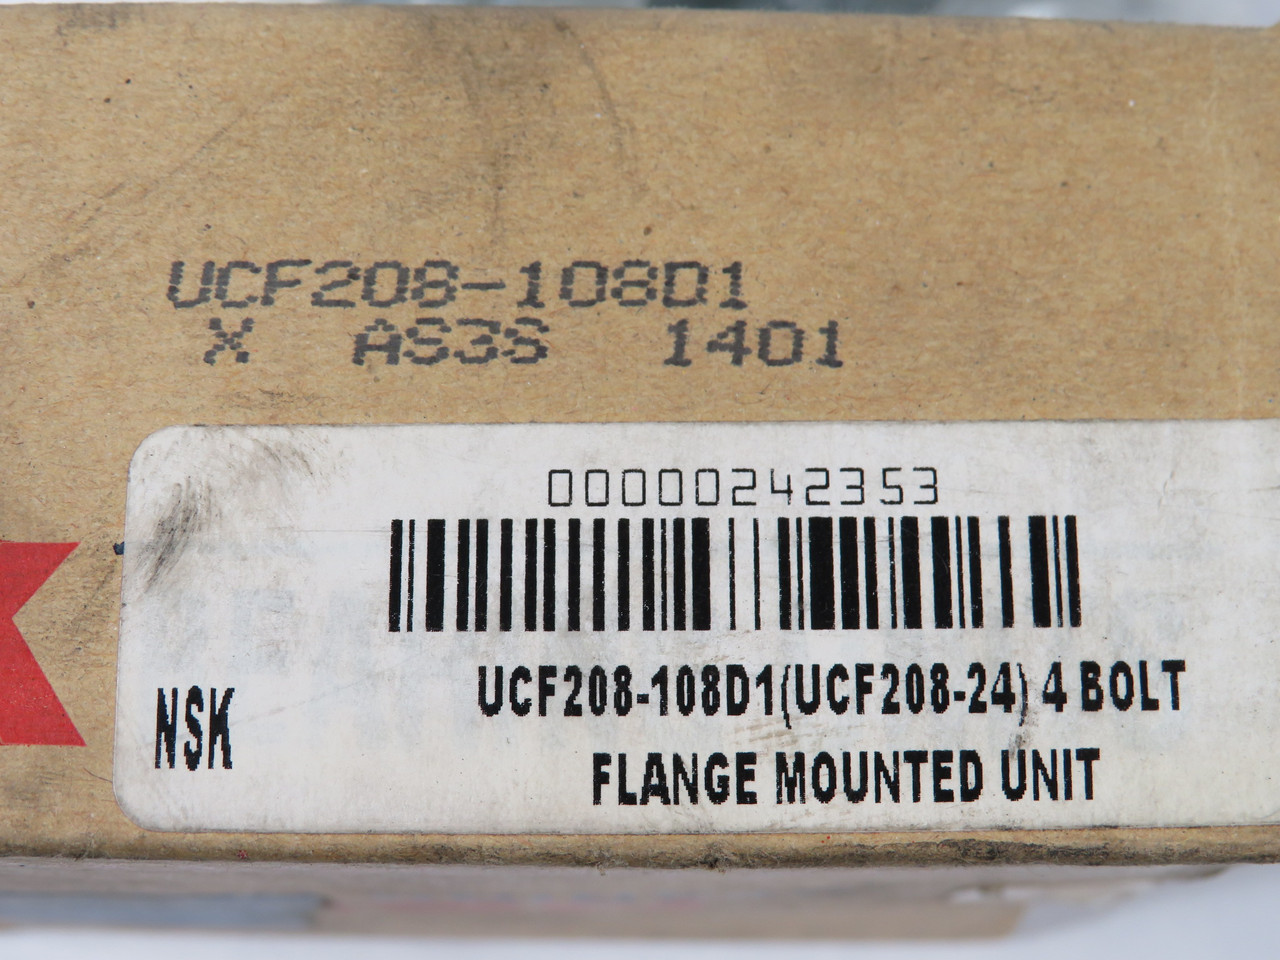 UCF208-108D1
X AS3S 1401
00000242353
UCF208-108D1(UCF208-24) 4 BOLT
NSK
FLANGE MOUNTED UNIT